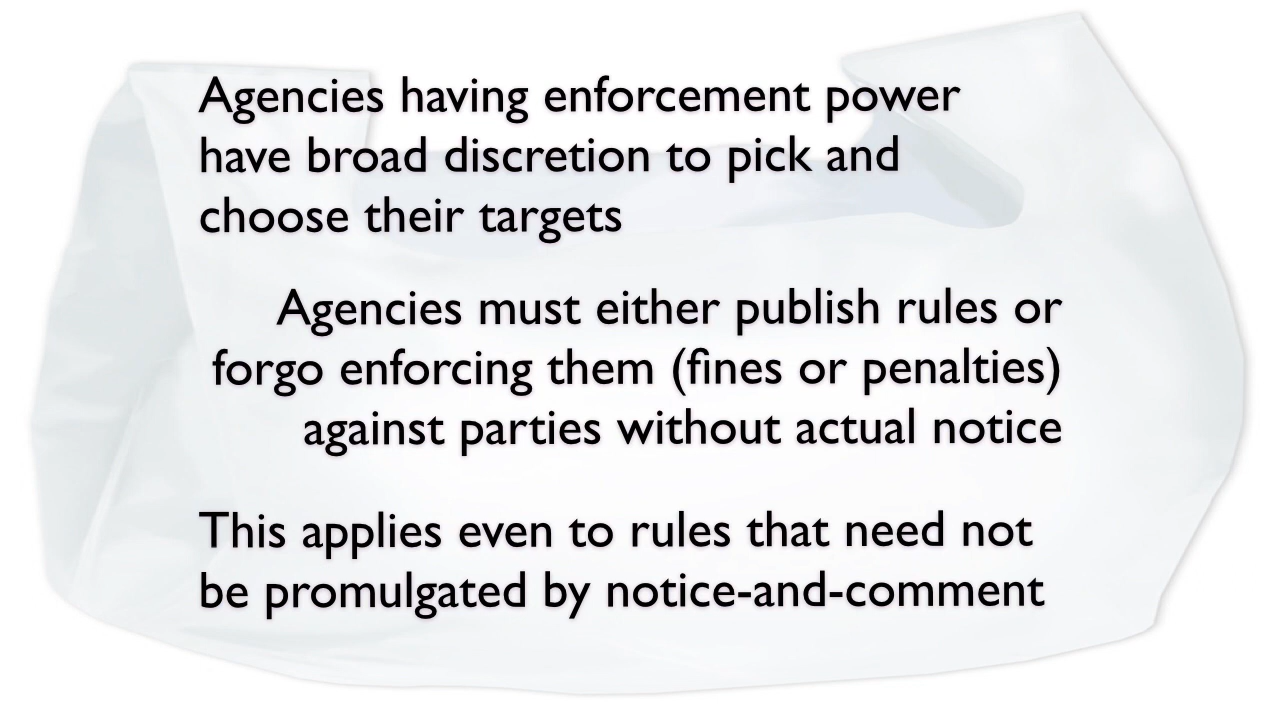 Agencies having enforcement power
have broad discretion to pick and
choose their targets
Agencies must either publish rules or
forgo enforcing them (fines or penalties)
against parties without actual notice
This applies even to rules that need not
be promulgated by notice-and-comment